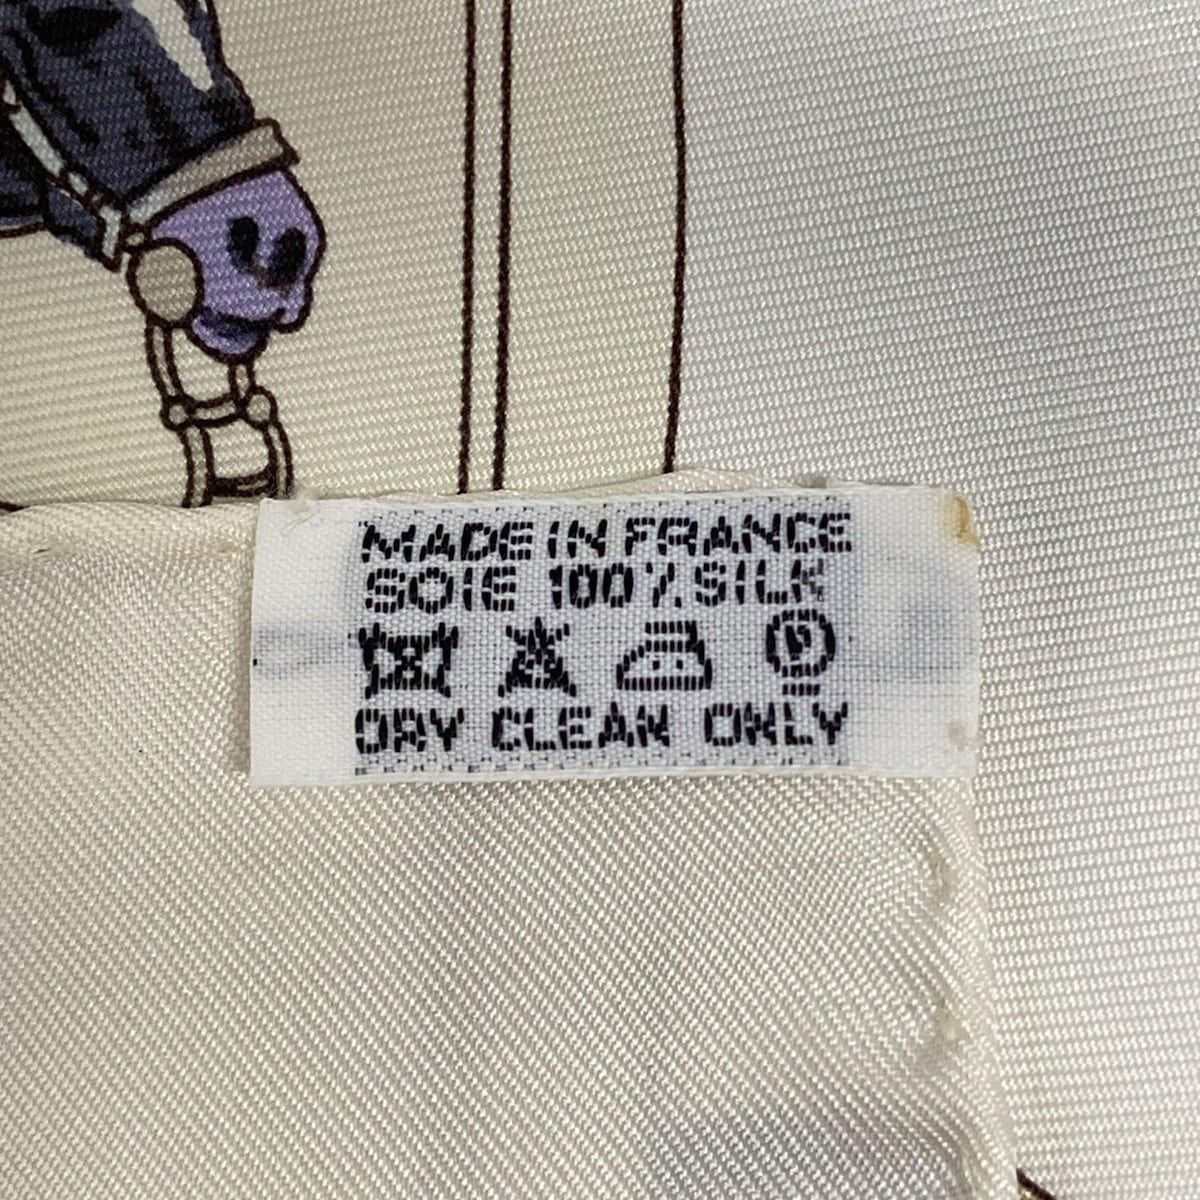 MADE IN FRANCE
SOIE 100% SILK
DRY CLEAN ONLY